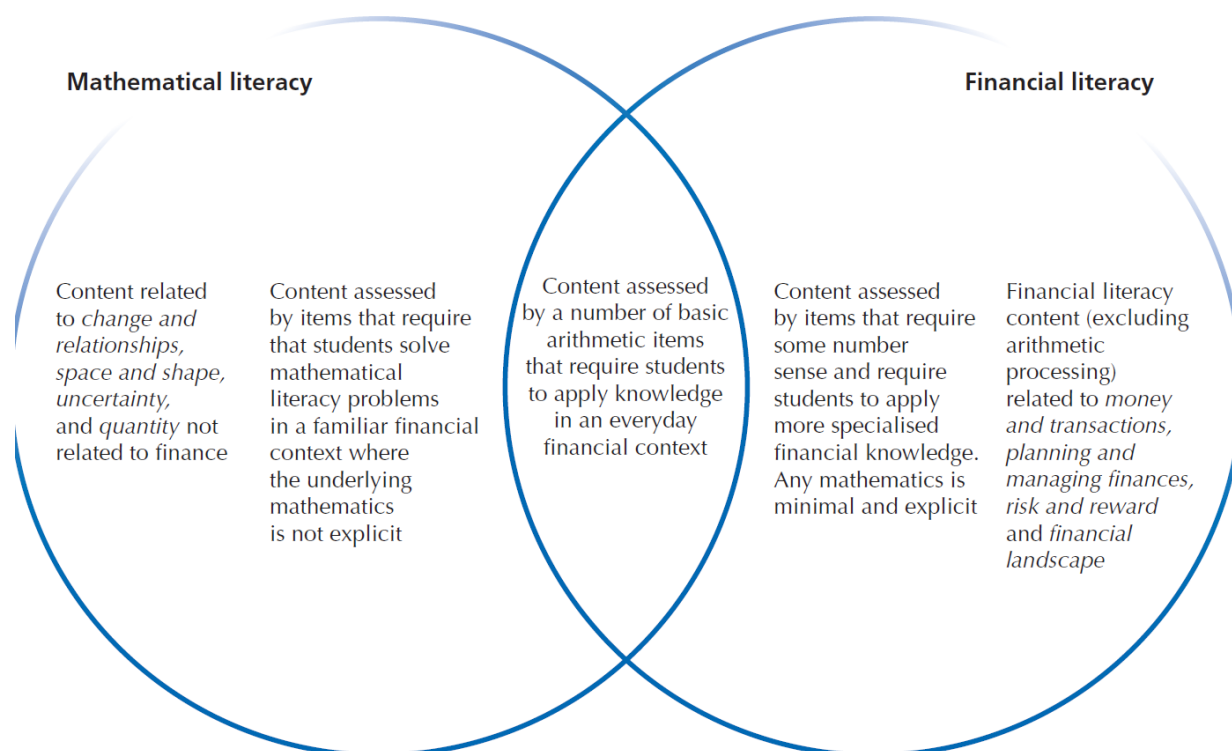 Mathematical literacy
Financial literacy
Content related
to change and
relationships,
space and shape,
uncertainty,
and quantity not
related to finance
Content assessed
by items that require
that students solve
mathematical
literacy problems
in a familiar financial
context where
the underlying
mathematics
is not explicit
Content assessed
by a number of basic
arithmetic items
that require students
to apply knowledge
in an everyday
financial context
Content assessed
by items that require
some number
sense and require
students to apply
more specialised
financial knowledge.
Any mathematics is
minimal and explicit
Financial literacy
content (excluding
arithmetic
processing)
related to money
and transactions,
planning and
managing finances,
risk and reward
and financial
landscape